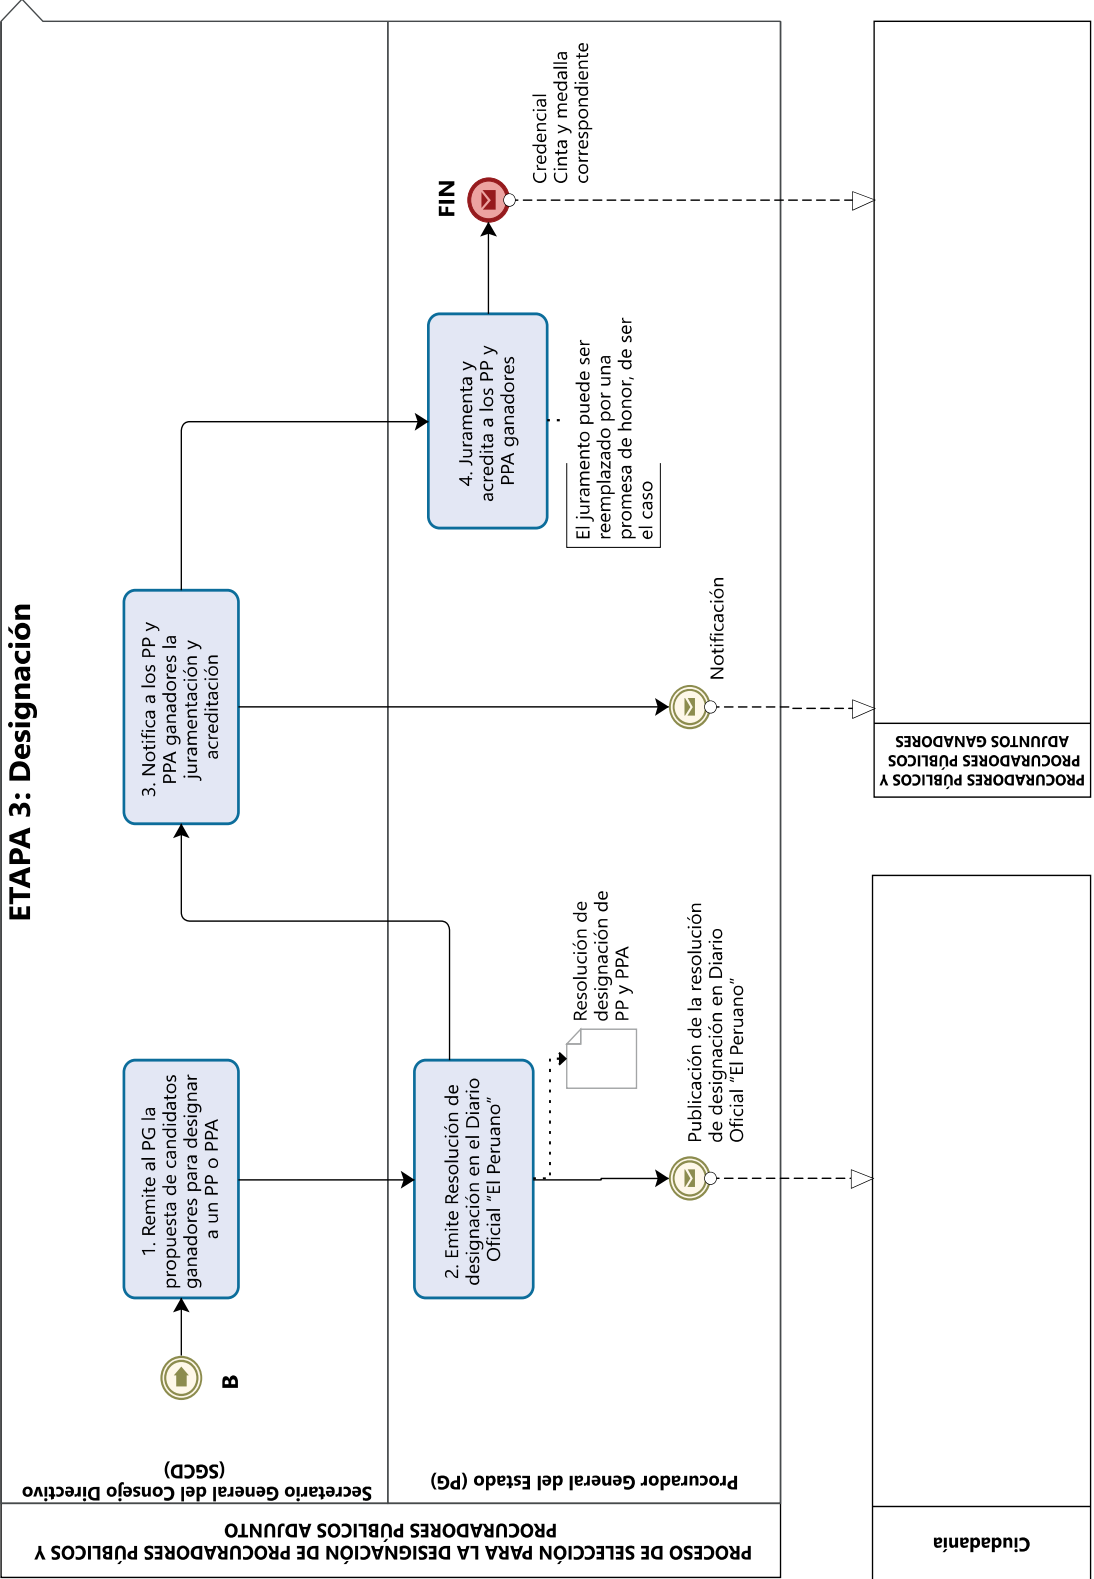 ETAPA 3: Designación
PROCESO DE SELECCIÓN PARA LA DESIGNACIÓN DE PROCURADORES PÚBLICOS Y
PROCURADORES PÚBLICOS ADJUNTO
Secretario General del Consejo Directivo
(SGCD)
B
1. Remite al PG la
propuesta de candidatos
ganadores para designar
a un PP o PPA
3. Notifica a los PP y
PPA ganadores la
juramentación y
acreditación
Procurador General del Estado (PG)
2. Emite Resolución de
designación en el Diario
Oficial “El Peruano”
Resolución de
designación de
PP y PPA
Publicación de la resolución
de designación en Diario
Oficial “El Peruano”
Notificación
4. Juramenta y
acredita a los PP y
PPA ganadores
El juramento puede ser
reemplazado por una
promesa de honor, de ser
el caso
FIN
Credencial
Cinta y medalla
correspondiente
Ciudadanía
PROCURADORES PÚBLICOS Y
PROCURADORES PÚBLICOS
ADJUNTOS GANADORES